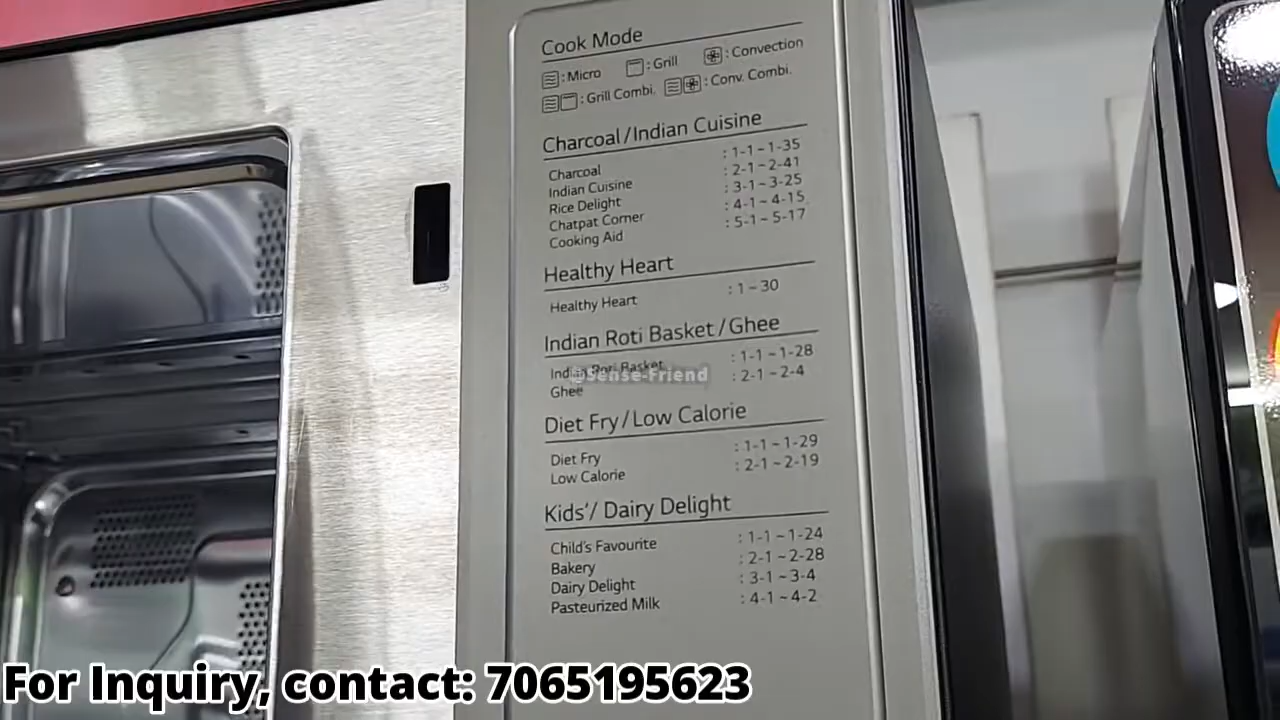 Cook Mode
: Micro : Grill : Convection
: Grill Combi. : Conv. Combi.
Charcoal/Indian Cuisine
Charcoal : 1-1~1-35
Indian Cuisine : 2-1~2-41
Rice Delight : 3-1~3-25
Chatpat Corner : 4-1~4-15
Cooking Aid : 5-1~5-17
Healthy Heart
Healthy Heart : 1~30
Indian Roti Basket/Ghee
Indian Roti Basket : 1-1~1-28
@Sense-Friend
Ghee : 2-1~2-4
Diet Fry/Low Calorie
Diet Fry : 1-1~1-29
Low Calorie : 2-1~2-19
Kids'/ Dairy Delight
Child's Favourite : 1-1~1-24
Bakery : 2-1~2-28
Dairy Delight : 3-1~3-4
Pasteurized Milk : 4-1~4-2
For Inquiry, contact: 7065195623